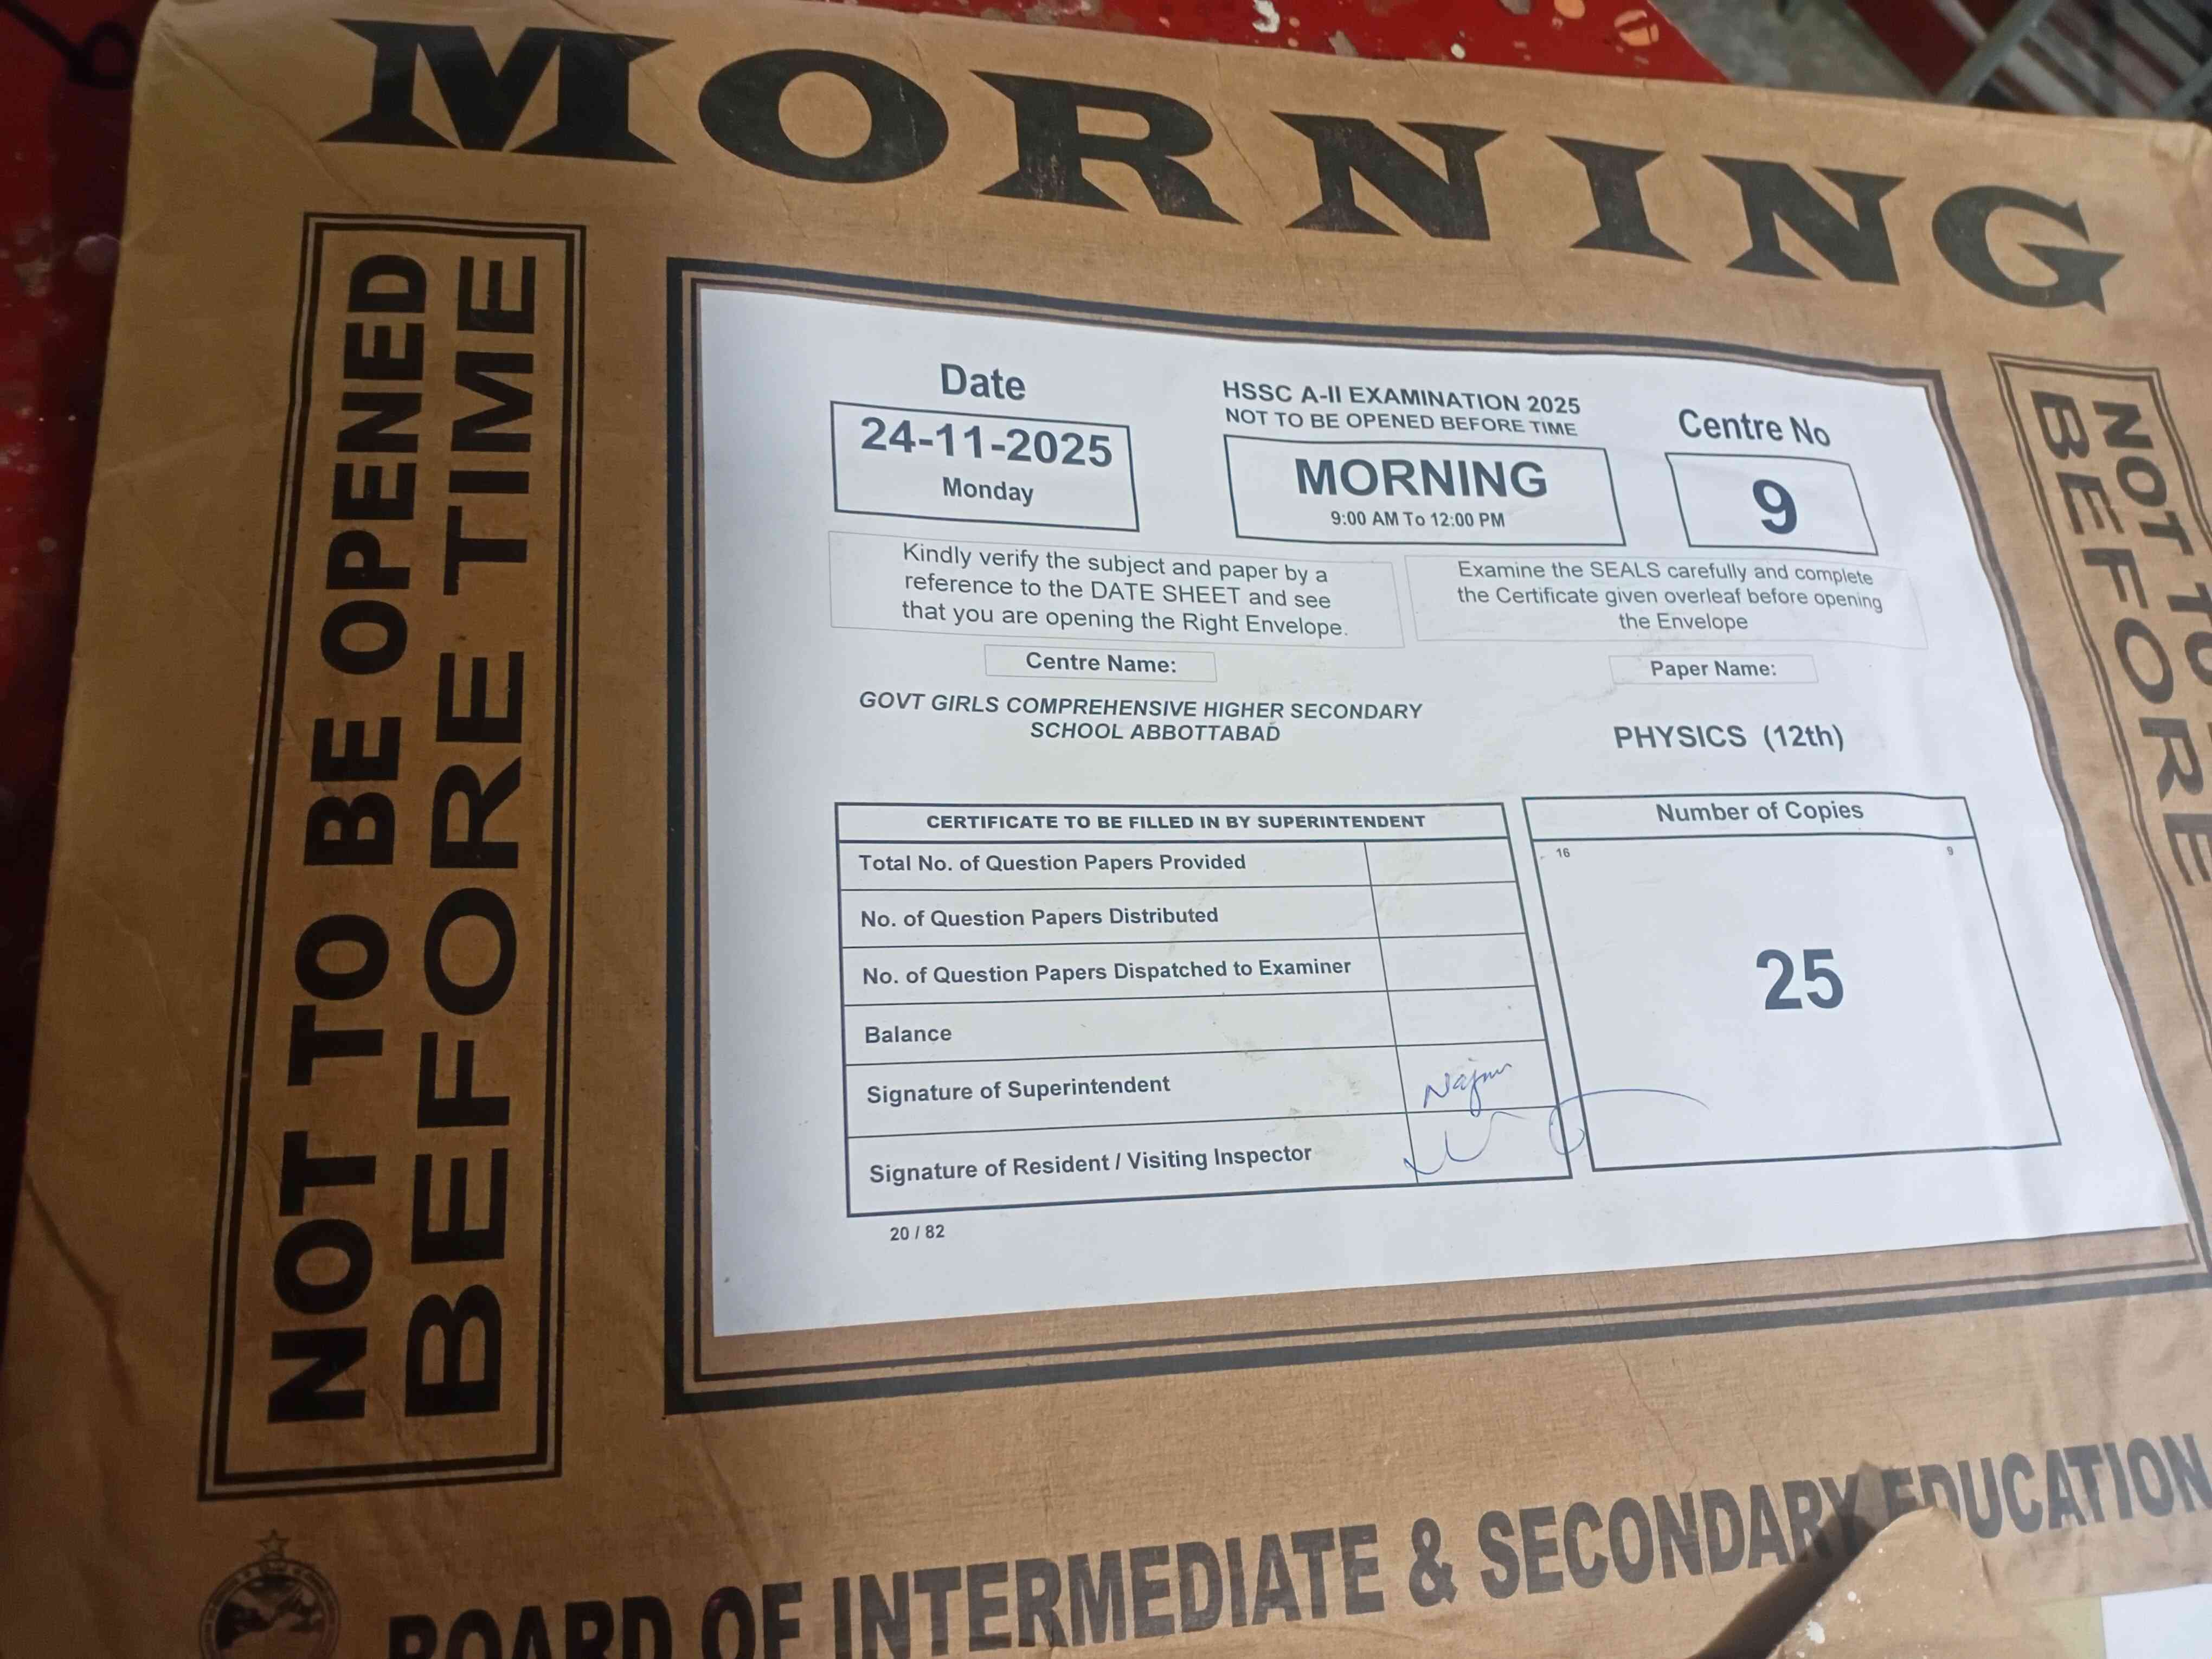 MORNING
NOT TO BE OPENED
BEFORE TIME
NOT TO
BEFORE
Date
24-11-2025
Monday
HSSC A-II EXAMINATION 2025
NOT TO BE OPENED BEFORE TIME
MORNING
9:00 AM To 12:00 PM
Centre No
9
Kindly verify the subject and paper by a
reference to the DATE SHEET and see
that you are opening the Right Envelope.
Examine the SEALS carefully and complete
the Certificate given overleaf before opening
the Envelope
Centre Name:
GOVT GIRLS COMPREHENSIVE HIGHER SECONDARY
SCHOOL ABBOTTABAD
Paper Name:
PHYSICS (12th)
CERTIFICATE TO BE FILLED IN BY SUPERINTENDENT
Total No. of Question Papers Provided
No. of Question Papers Distributed
No. of Question Papers Dispatched to Examiner
Balance
Signature of Superintendent
Signature of Resident / Visiting Inspector
Number of Copies
16 9
25
20 / 82
BOARD OF INTERMEDIATE & SECONDARY EDUCATION